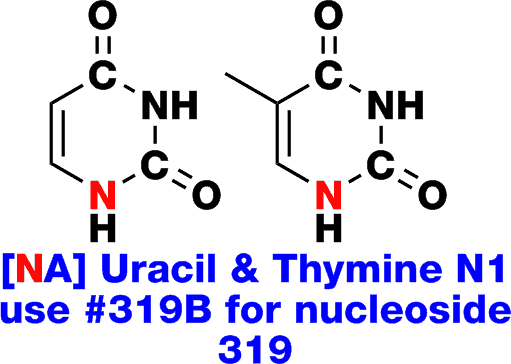 O O
C C
NH NH
N C O N C O
H H
[NA] Uracil & Thymine N1
use #319B for nucleoside
319